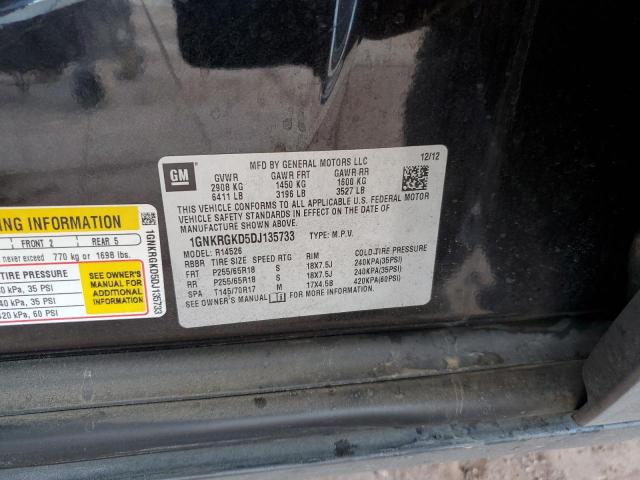 MFD BY GENERAL MOTORS LLC 12/12
GM
GVWR GAWR FRT GAWR RR
2908 KG 1450 KG 1600 KG
6411 LB 3196 LB 3527 LB
THIS VEHICLE CONFORMS TO ALL APPLICABLE U.S. FEDERAL MOTOR
VEHICLE SAFETY STANDARDS IN EFFECT ON THE DATE OF
MANUFACTURE SHOWN ABOVE.
1GNKRGKD5DJ135733 TYPE: M.P.V.
MODEL: R14526
RBBR TIRE SIZE SPEED RTG RIM COLD TIRE PRESSURE
FRT P255/65R18 S 18X7.5J 240KPA(35PSI)
RR P255/65R18 S 18X7.5J 240KPA(35PSI)
SPA T145/70R17 M 17X4.5B 420KPA(60PSI)
SEE OWNER'S MANUAL FOR MORE INFORMATION.
ING INFORMATION
FRONT 2 REAR 5
never exceed 770 kg or 1698 lbs.
TIRE PRESSURE
0 KPA, 35 PSI
40 KPA, 35 PSI
420 KPA, 60 PSI
SEE OWNER'S
MANUAL FOR
ADDITIONAL
INFORMATION
1GNKRGKD5DJ135733